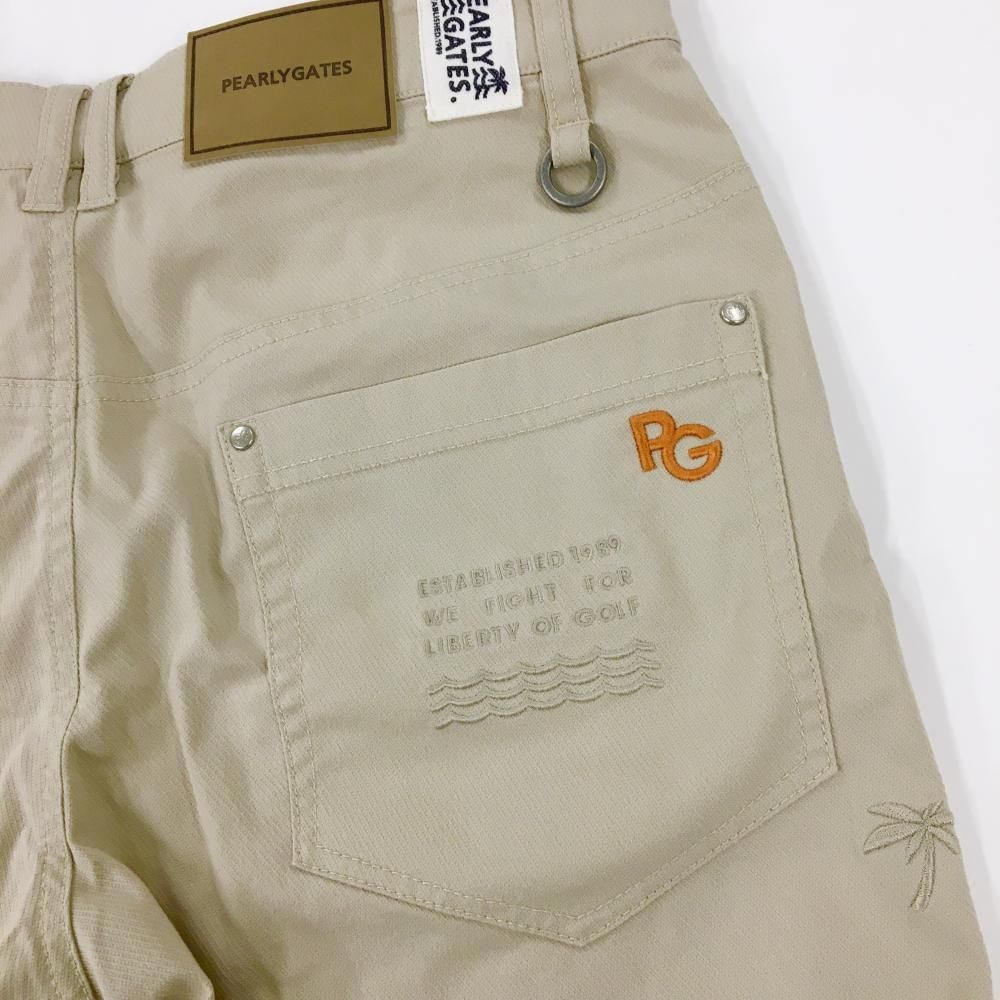 PEARLYGATES
EARLY
GATES.
ESTABLISHED 1989
PG
ESTABLISHED 1989
WE FIGHT FOR
LIBERTY OF GOLF